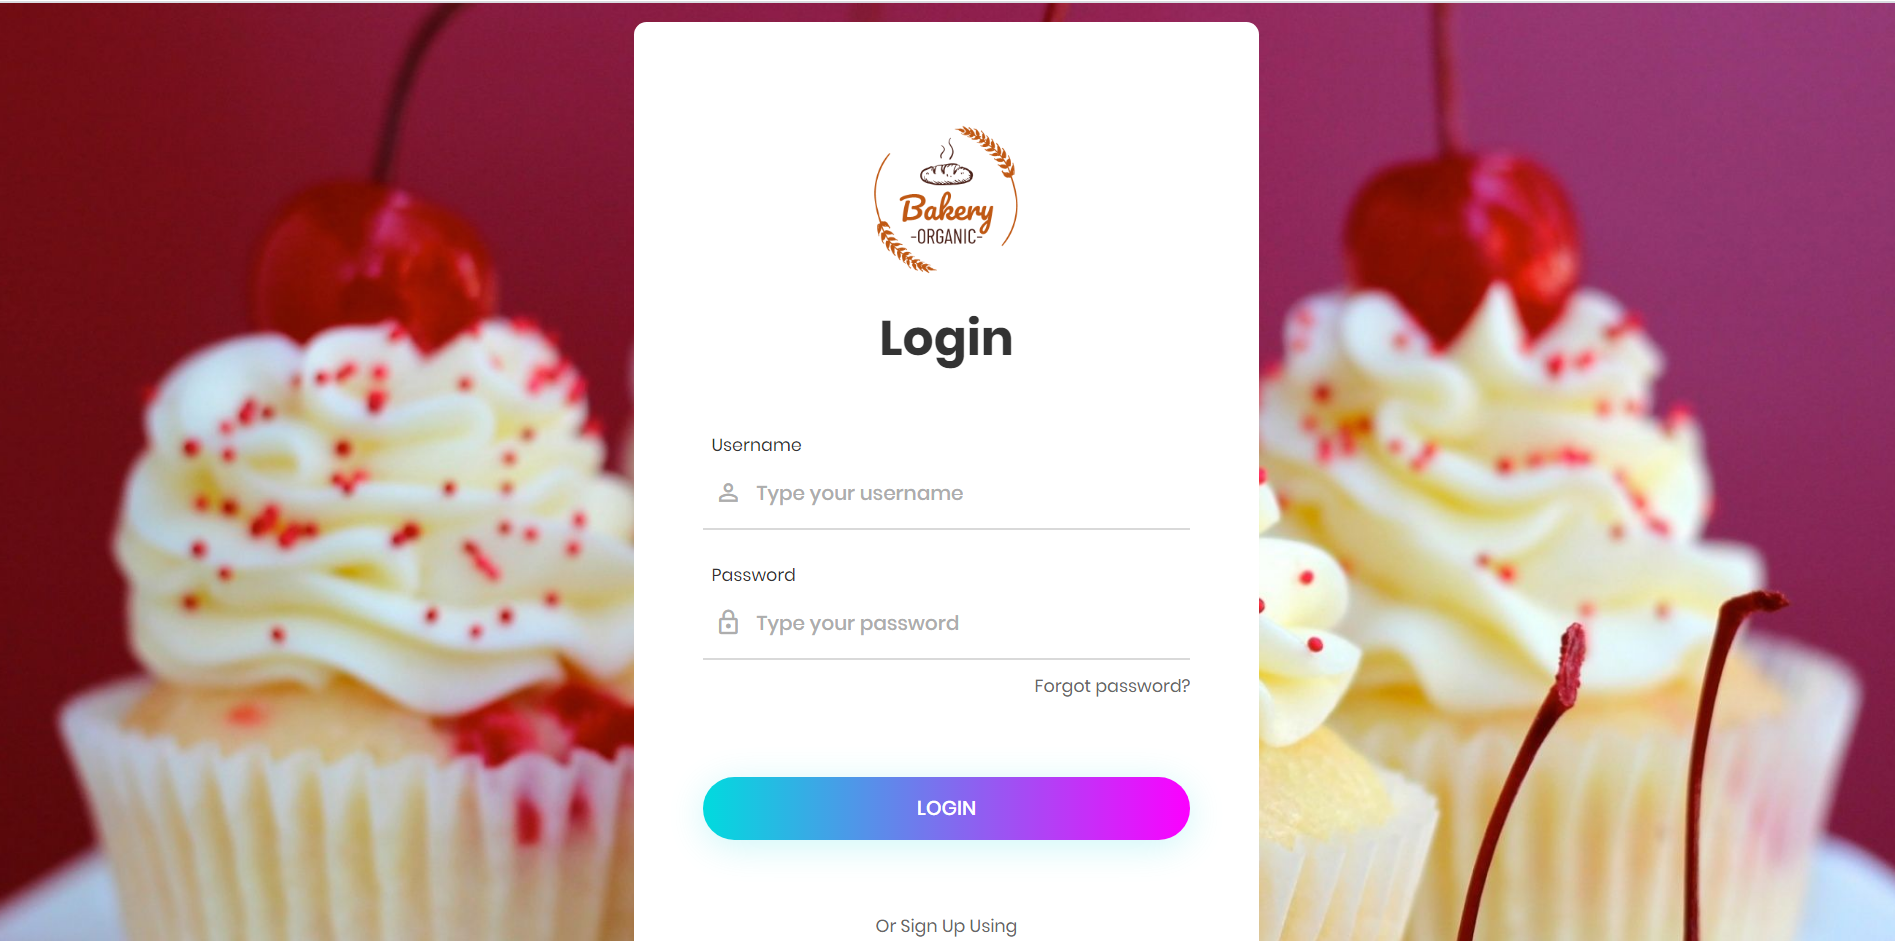 Bakery
-ORGANIC-
Login
Username
Type your username
Password
Type your password
Forgot password?
LOGIN
Or Sign Up Using